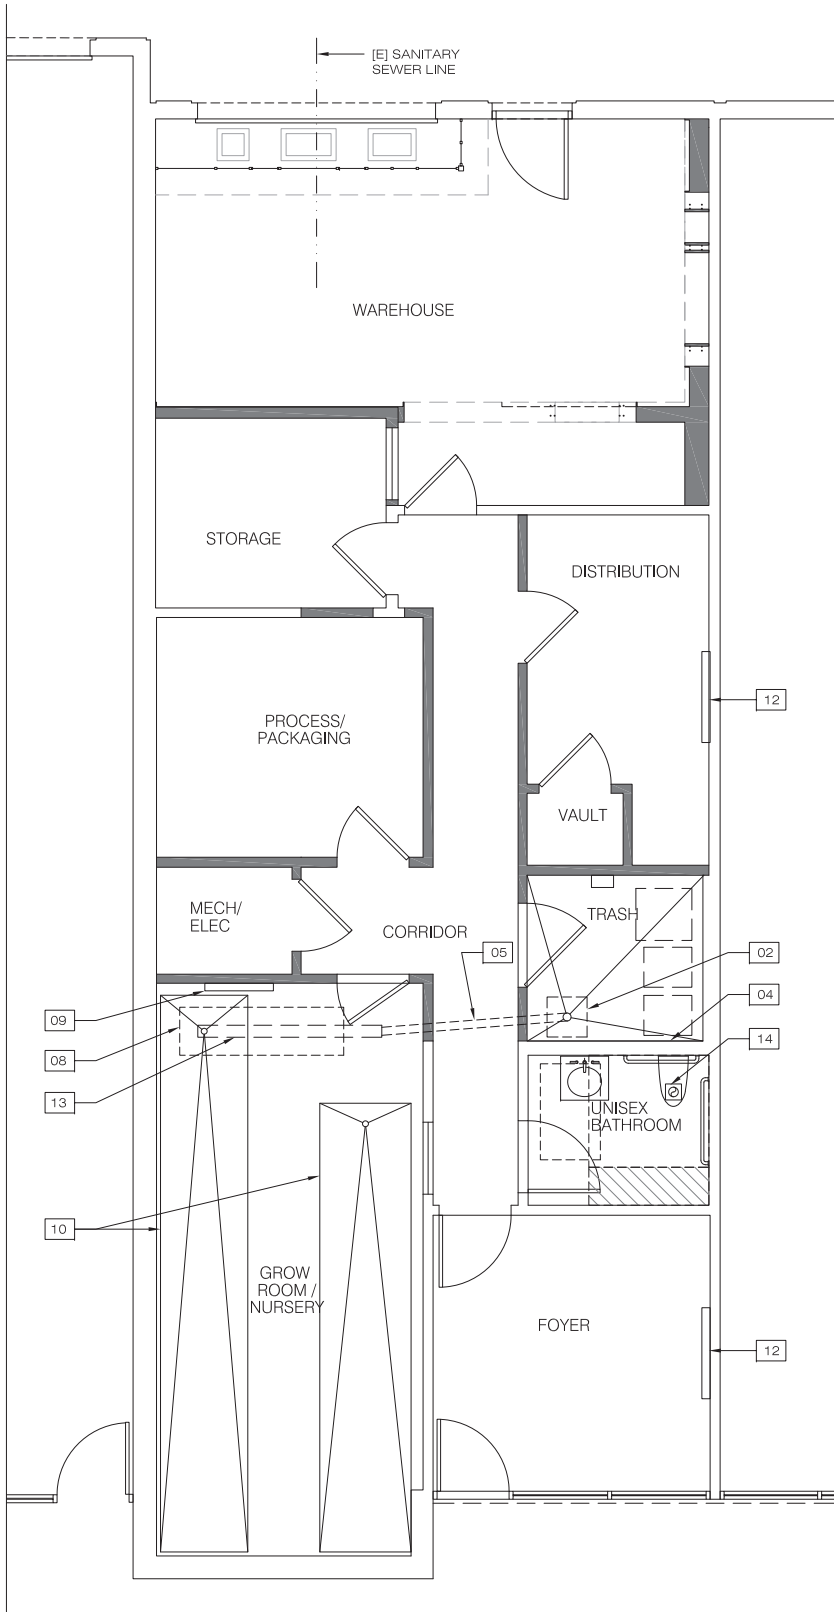 [E] SANITARY
SEWER LINE
WAREHOUSE
STORAGE
DISTRIBUTION
12
PROCESS/
PACKAGING
VAULT
MECH/
ELEC
TRASH
CORRIDOR
05
02
04
09
08
14
13
UNISEX
BATHROOM
10
GROW
ROOM /
NURSERY
FOYER
12